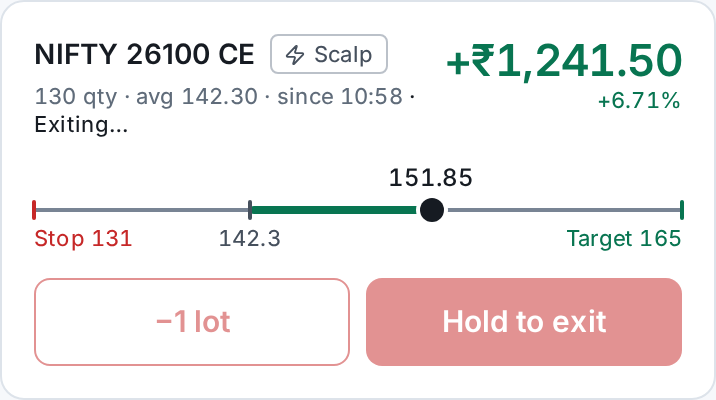 NIFTY 26100 CE
Scalp
+₹1,241.50
130 qty · avg 142.30 · since 10:58 ·
Exiting...
+6.71%
151.85
Stop 131
142.3
Target 165
−1 lot
Hold to exit